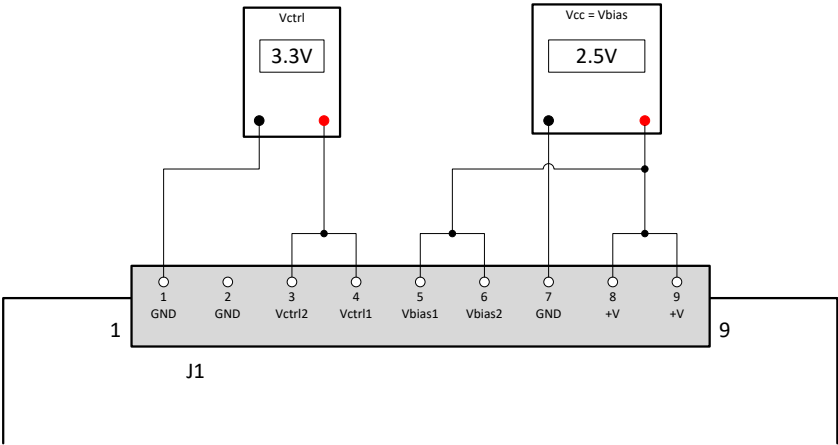 Vctrl
3.3V
Vcc = Vbias
2.5V
1 2 3 4 5 6 7 8 9
GND GND Vctrl2 Vctrl1 Vbias1 Vbias2 GND +V +V
1
9
J1